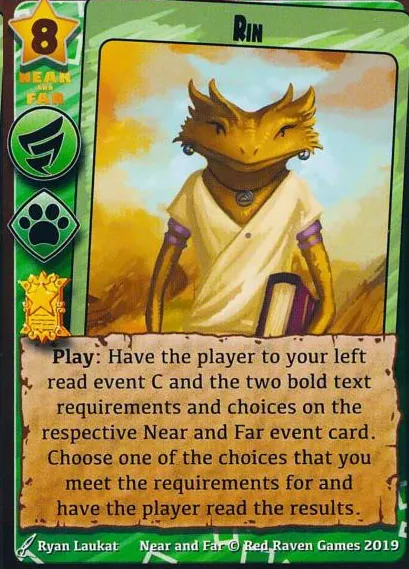 8
Rin
NEAR
AND
FAR
Play: Have the player to your left
read event C and the two bold text
requirements and choices on the
respective Near and Far event card.
Choose one of the choices that you
meet the requirements for and
have the player read the results.
Ryan Laukat Near and Far © Red Raven Games 2019